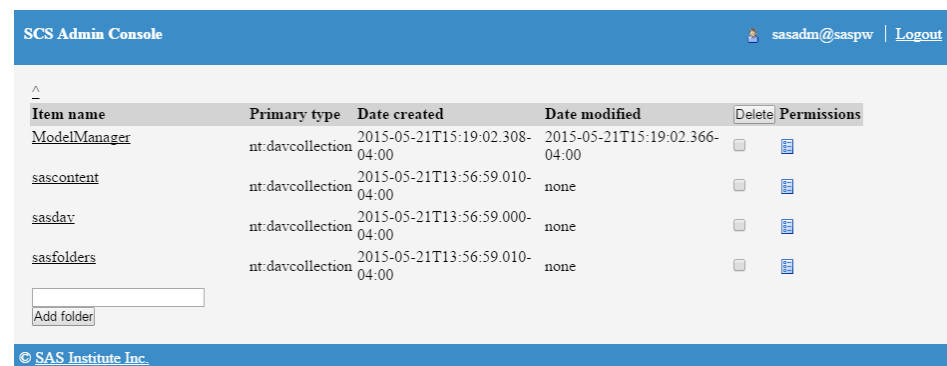 SCS Admin Console sasadm@saspw Logout
^
Item name Primary type Date created Date modified Delete Permissions
ModelManager nt:davcollection 2015-05-21T15:19:02.308- 2015-05-21T15:19:02.366-
04:00 04:00
sascontent nt:davcollection 2015-05-21T13:56:59.010- none
04:00
sasdav nt:davcollection 2015-05-21T13:56:59.000- none
04:00
sasfolders nt:davcollection 2015-05-21T13:56:59.010- none
04:00
Add folder
© SAS Institute Inc.